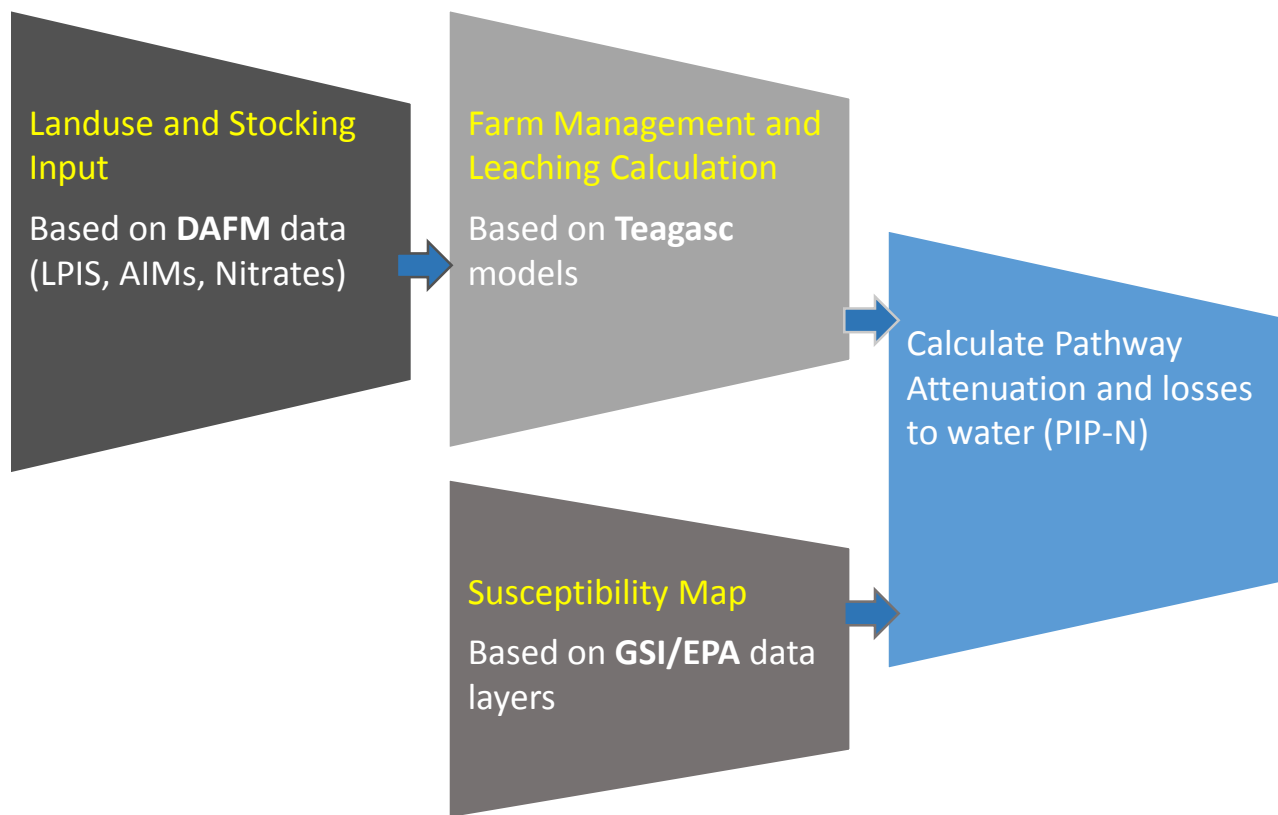 Landuse and Stocking
Input
Based on DAFM data
(LPIS, AIMs, Nitrates)
Farm Management and
Leaching Calculation
Based on Teagasc
models
Susceptibility Map
Based on GSI/EPA data
layers
Calculate Pathway
Attenuation and losses
to water (PIP-N)